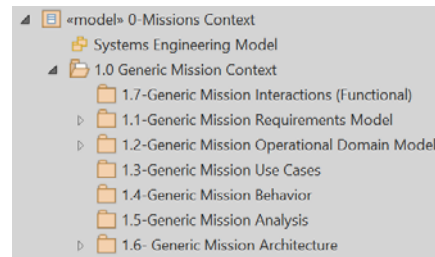 «model» 0-Missions Context
Systems Engineering Model
1.0 Generic Mission Context
1.7-Generic Mission Interactions (Functional)
1.1-Generic Mission Requirements Model
1.2-Generic Mission Operational Domain Model
1.3-Generic Mission Use Cases
1.4-Generic Mission Behavior
1.5-Generic Mission Analysis
1.6- Generic Mission Architecture